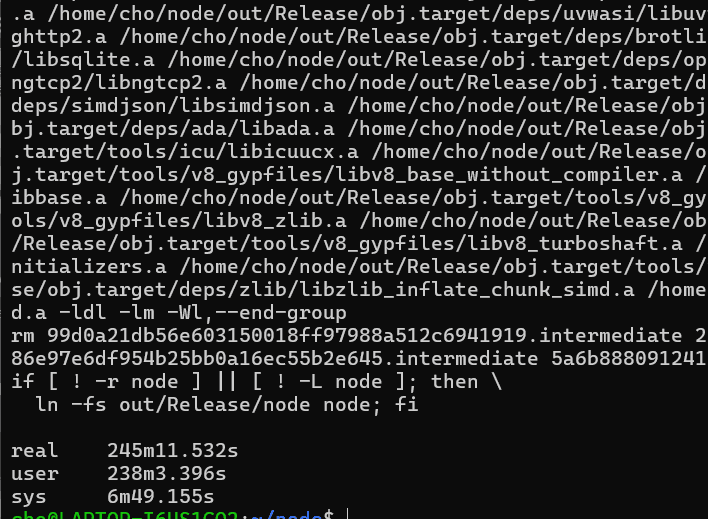 .a /home/cho/node/out/Release/obj.target/deps/uvwasi/libuv
ghttp2.a /home/cho/node/out/Release/obj.target/deps/brotli
/libsqlite.a /home/cho/node/out/Release/obj.target/deps/op
ngtcp2/libngtcp2.a /home/cho/node/out/Release/obj.target/d
deps/simdjson/libsimdjson.a /home/cho/node/out/Release/obj
bj.target/deps/ada/libada.a /home/cho/node/out/Release/obj
.target/tools/icu/libicuucx.a /home/cho/node/out/Release/o
j.target/tools/v8_gypfiles/libv8_base_without_compiler.a /
ibbase.a /home/cho/node/out/Release/obj.target/tools/v8_gy
ols/v8_gypfiles/libv8_zlib.a /home/cho/node/out/Release/ob
/Release/obj.target/tools/v8_gypfiles/libv8_turboshaft.a /
nitializers.a /home/cho/node/out/Release/obj.target/tools/
se/obj.target/deps/zlib/libzlib_inflate_chunk_simd.a /home
d.a -ldl -lm -Wl,--end-group
rm 99d0a21db56e603150018ff97988a512c6941919.intermediate 2
86e97e6df954b25bb0a16ec55b2e645.intermediate 5a6b888091241
if [ ! -r node ] || [ ! -L node ]; then \
  ln -fs out/Release/node node; fi
real    245m11.532s
user    238m3.396s
sys     6m49.155s
cho@LAPTOP-I6US1CO2:~/node$